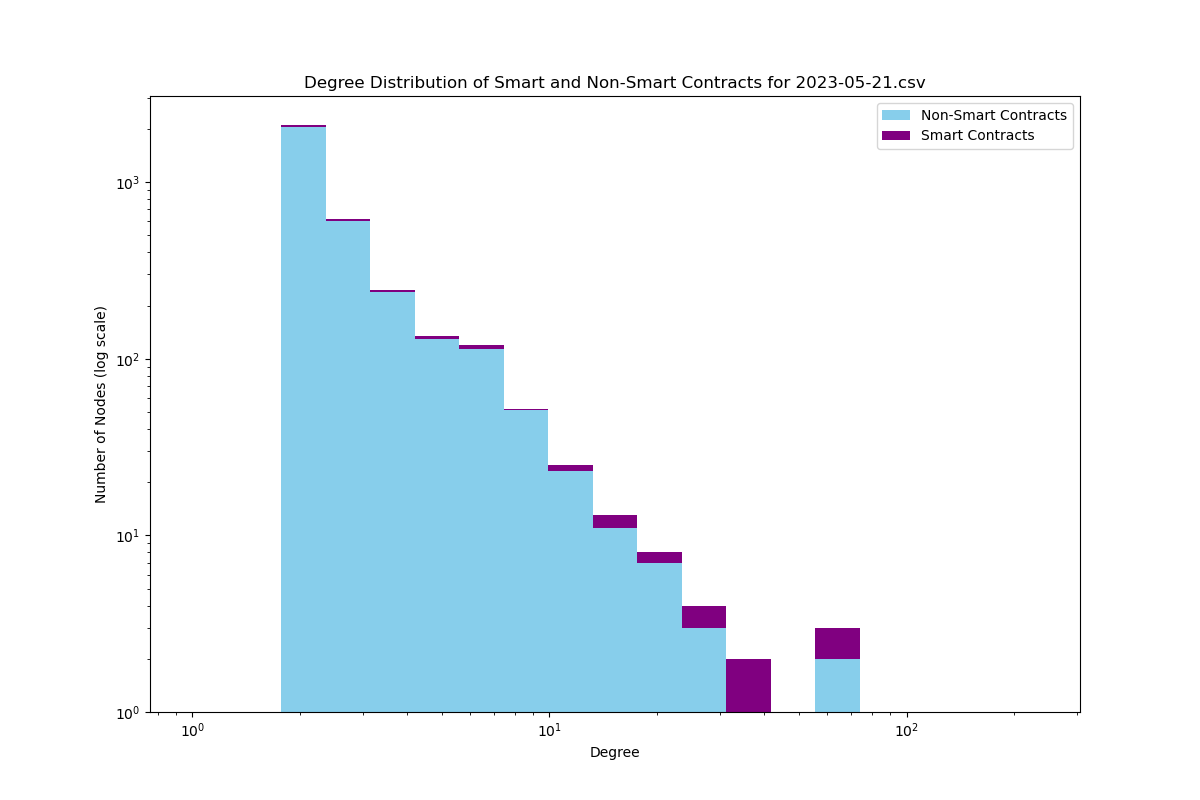 Degree Distribution of Smart and Non-Smart Contracts for 2023-05-21.csv
Non-Smart Contracts
Smart Contracts
Number of Nodes (log scale)
10³
10²
10¹
10⁰
10⁰ 10¹ 10²
Degree